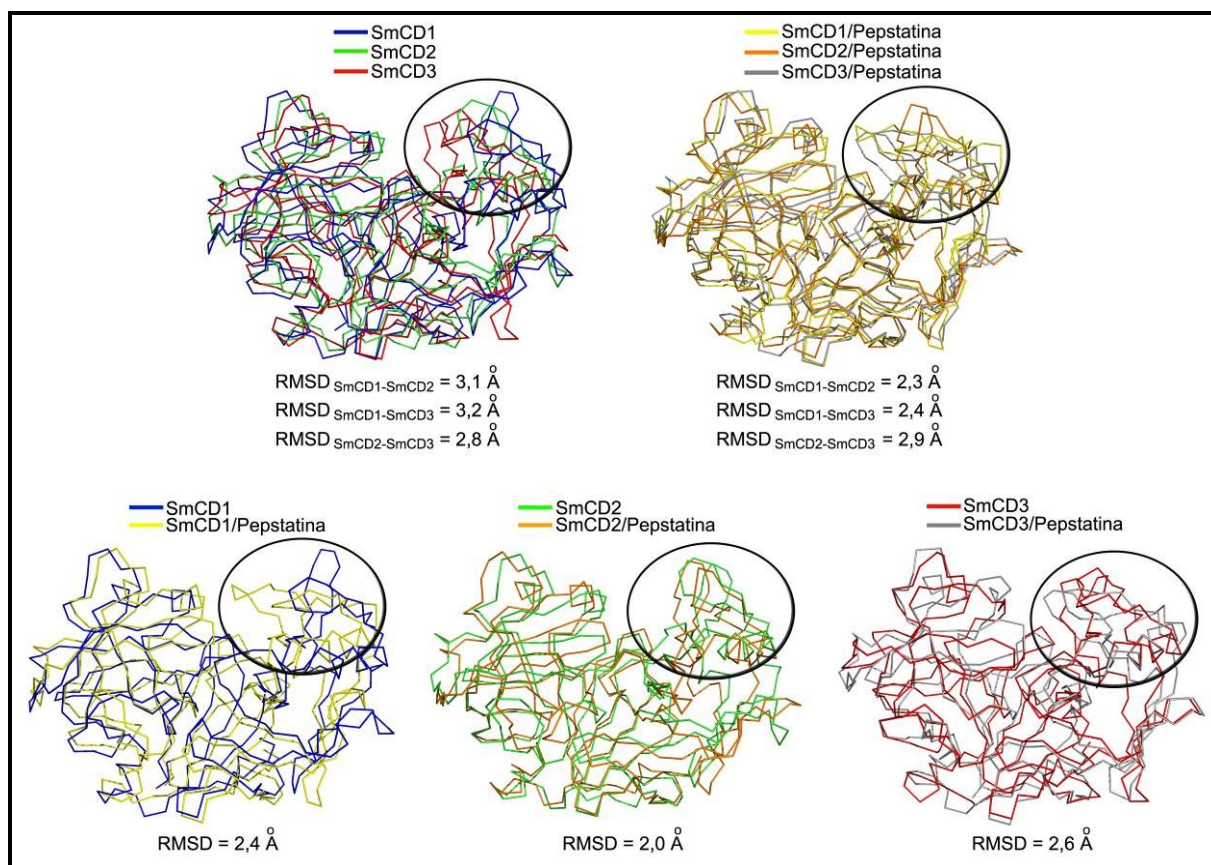 SmCD1
SmCD2
SmCD3
SmCD1/Pepstatina
SmCD2/Pepstatina
SmCD3/Pepstatina
RMSD SmCD1-SmCD2 = 3,1 Å
RMSD SmCD1-SmCD3 = 3,2 Å
RMSD SmCD2-SmCD3 = 2,8 Å
RMSD SmCD1-SmCD2 = 2,3 Å
RMSD SmCD1-SmCD3 = 2,4 Å
RMSD SmCD2-SmCD3 = 2,9 Å
SmCD1
SmCD1/Pepstatina
SmCD2
SmCD2/Pepstatina
SmCD3
SmCD3/Pepstatina
RMSD = 2,4 Å
RMSD = 2,0 Å
RMSD = 2,6 Å